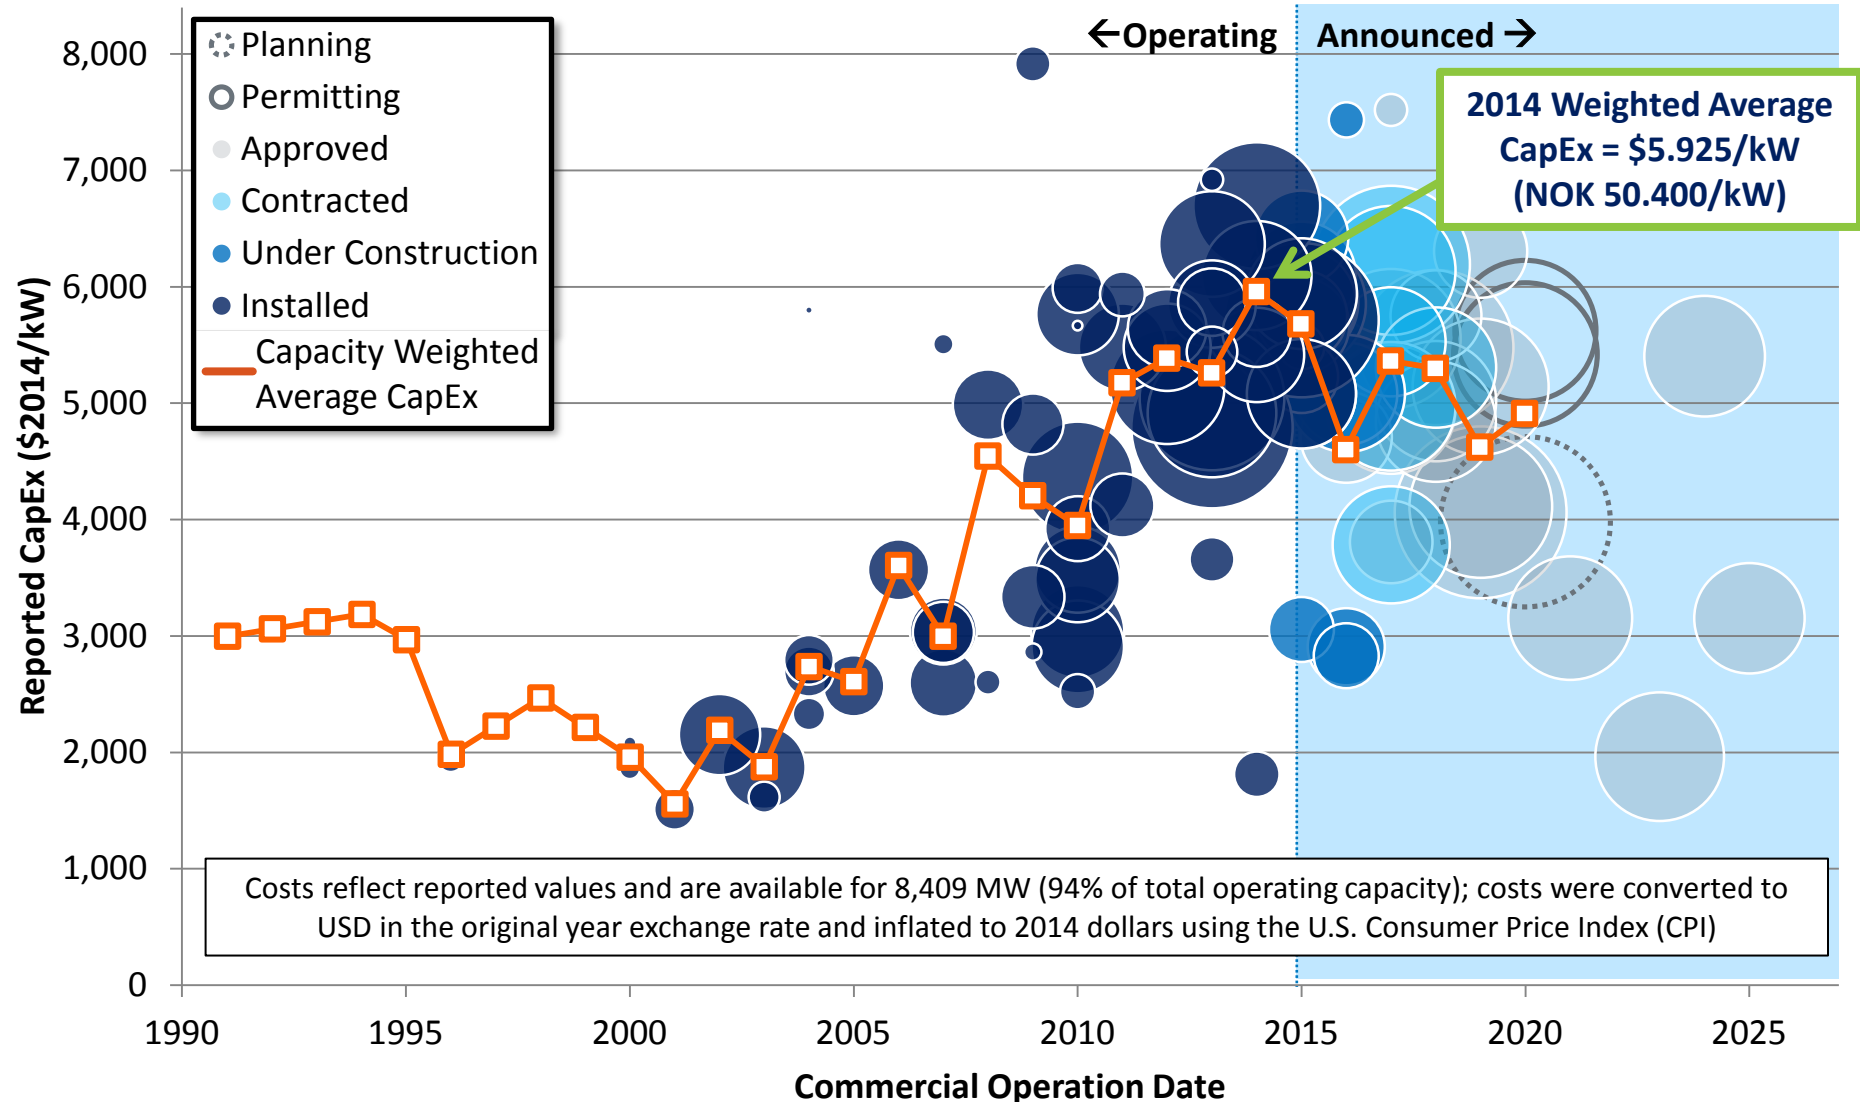 ←Operating
Announced →
Planning
Permitting
Approved
Contracted
Under Construction
Installed
Capacity Weighted
Average CapEx
2014 Weighted Average
CapEx = $5.925/kW
(NOK 50.400/kW)
Reported CapEx ($2014/kW)
8,000
7,000
6,000
5,000
4,000
3,000
2,000
1,000
0
Costs reflect reported values and are available for 8,409 MW (94% of total operating capacity); costs were converted to
USD in the original year exchange rate and inflated to 2014 dollars using the U.S. Consumer Price Index (CPI)
1990
1995
2000
2005
2010
2015
2020
2025
Commercial Operation Date